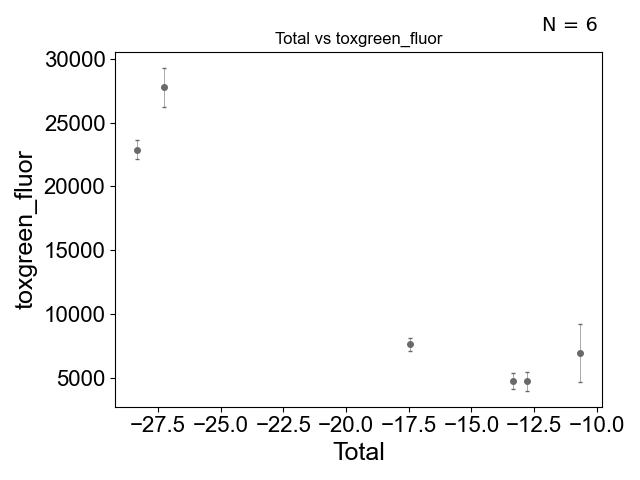 N = 6
Total vs toxgreen_fluor
30000
25000
20000
15000
10000
5000
toxgreen_fluor
−27.5 −25.0 −22.5 −20.0 −17.5 −15.0 −12.5 −10.0
Total